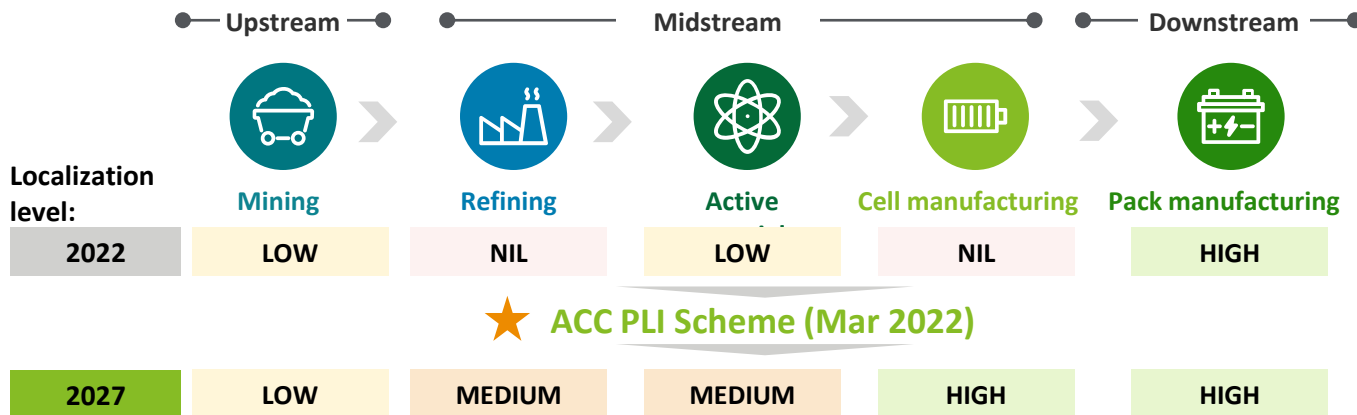 Upstream
Midstream
Downstream
Localization
level:
Mining
Refining
Active
Cell manufacturing
Pack manufacturing
2022
LOW
NIL
LOW
NIL
HIGH
ACC PLI Scheme (Mar 2022)
2027
LOW
MEDIUM
MEDIUM
HIGH
HIGH